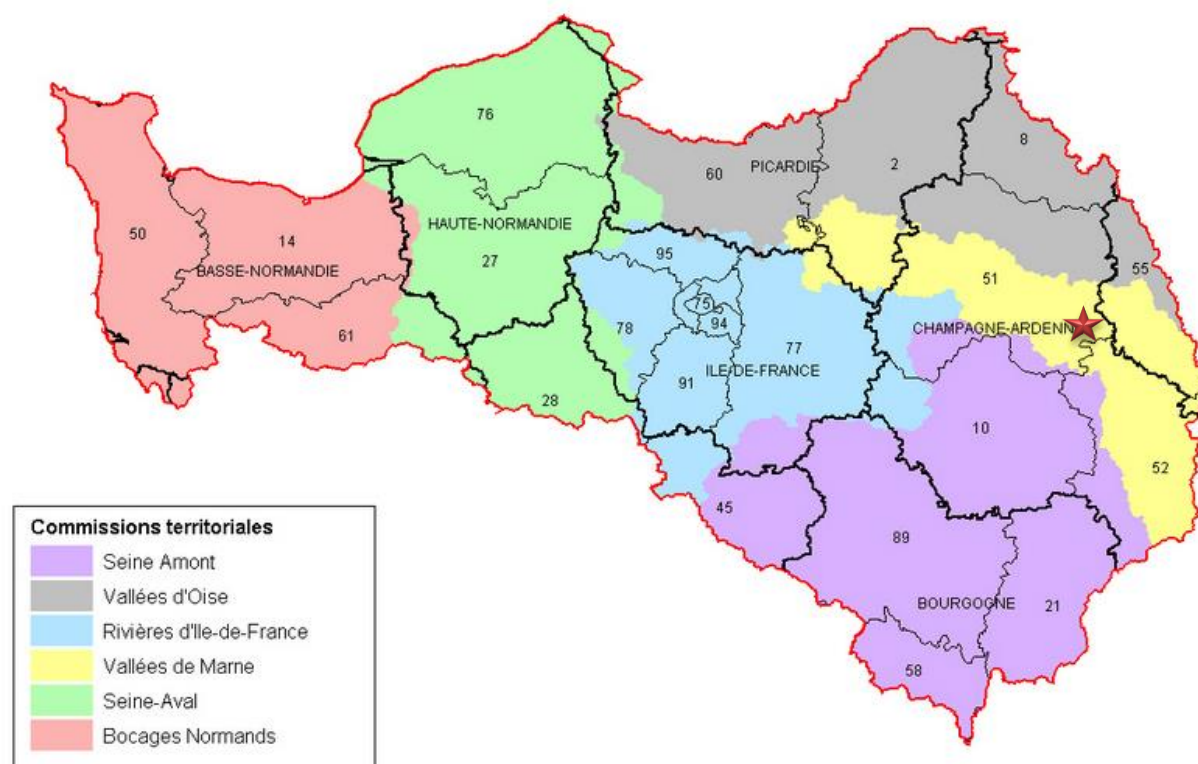 76
8
PICARDIE
2
60
50
14
HAUTE-NORMANDIE
95
55
BASSE-NORMANDIE
27
51
75
78
94
CHAMPAGNE-ARDENN
61
77
91
ILE-DE-FRANCE
28
10
52
45
89
BOURGOGNE
21
58
Commissions territoriales
Seine Amont
Vallées d'Oise
Rivières d'Ile-de-France
Vallées de Marne
Seine-Aval
Bocages Normands